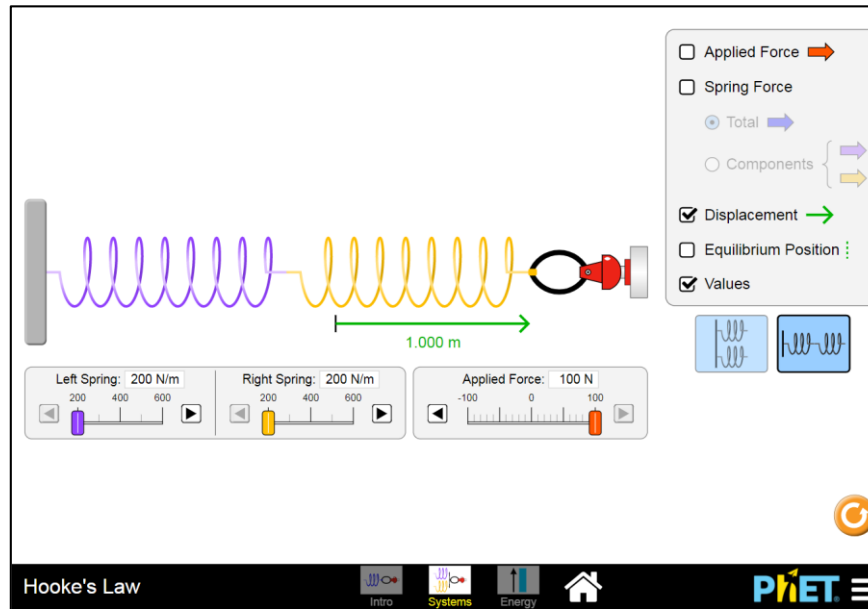 Applied Force
Spring Force
Total
Components
Displacement
Equilibrium Position
Values
1.000 m
Left Spring: 200 N/m
200 400 600
Right Spring: 200 N/m
200 400 600
Applied Force: 100 N
-100 0 100
Hooke's Law
Intro
Systems
Energy
PhET